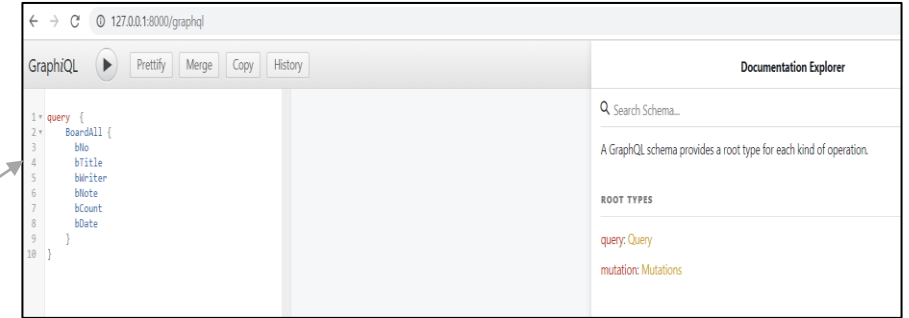 127.0.0.1:8000/graphql
GraphiQL Prettify Merge Copy History
Documentation Explorer
1 query {
2 BoardAll {
3 bNo
4 bTitle
5 bWriter
6 bNote
7 bCount
8 bDate
9 }
10 }
Search Schema...
A GraphQL schema provides a root type for each kind of operation.
ROOT TYPES
query: Query
mutation: Mutations